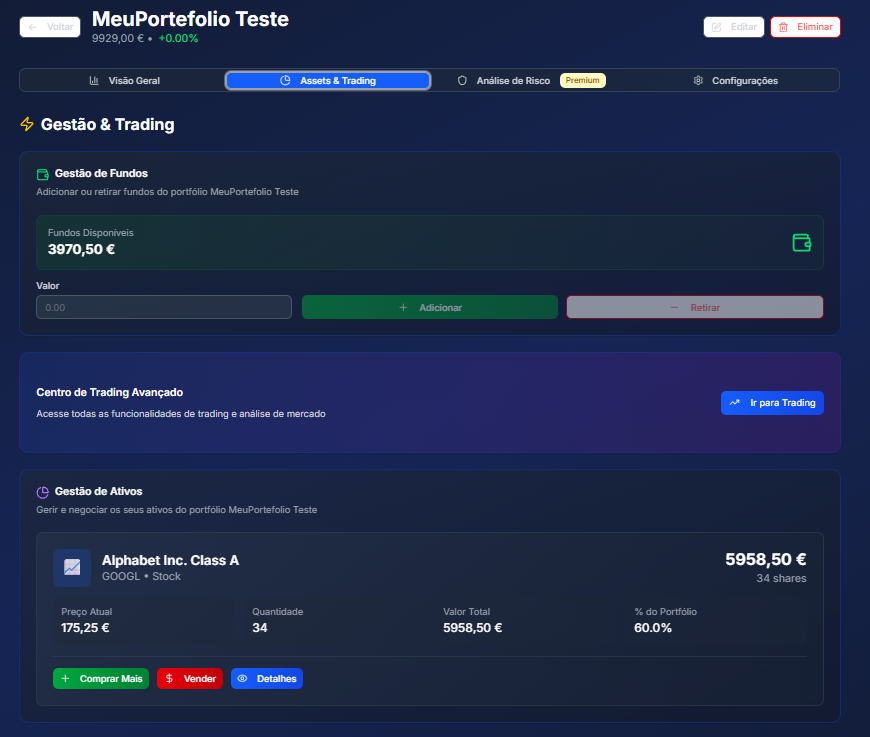 Voltar
MeuPortefolio Teste
9929,00 € • +0.00%
Editar
Eliminar
Visão Geral
Assets & Trading
Análise de Risco
Premium
Configurações
Gestão & Trading
Gestão de Fundos
Adicionar ou retirar fundos do portfólio MeuPortefolio Teste
Fundos Disponíveis
3970,50 €
Valor
0.00
Adicionar
Retirar
Centro de Trading Avançado
Acesse todas as funcionalidades de trading e análise de mercado
Ir para Trading
Gestão de Ativos
Gerir e negociar os seus ativos do portfólio MeuPortefolio Teste
Alphabet Inc. Class A
GOOGL • Stock
5958,50 €
34 shares
Preço Atual
175,25 €
Quantidade
34
Valor Total
5958,50 €
% do Portfólio
60.0%
Comprar Mais
Vender
Detalhes